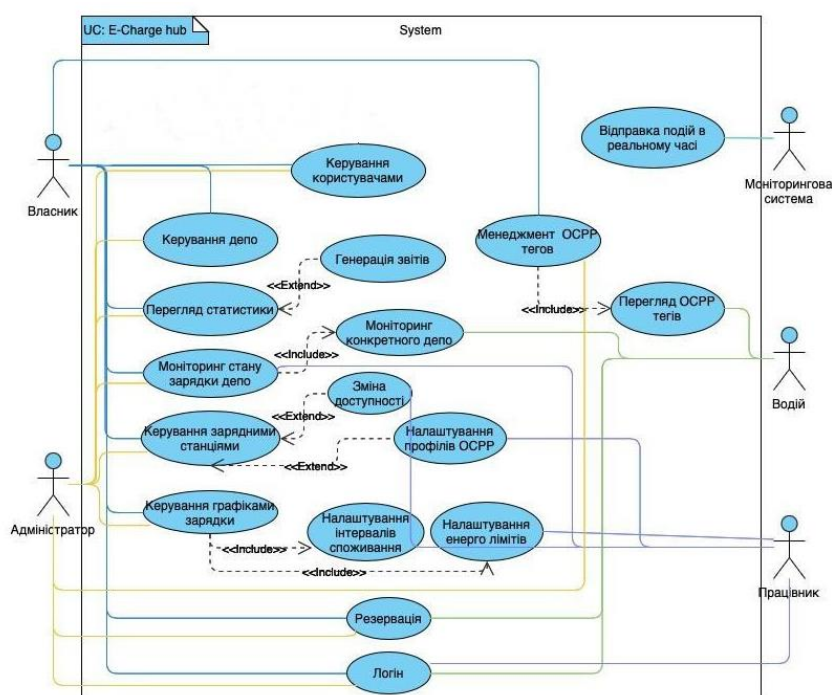 UC: E-Charge hub
System
Власник
Керування
користувачами
Відправка подій в
реальному часі
Моніторингова
система
Керування депо
Генерація звітів
<<Extend>>
Менеджмент OCPP
тегов
<<Include>>
Перегляд статистики
Перегляд OCPP
тегів
Моніторинг
конкретного депо
<<Include>>
Моніторинг стану
зарядки депо
Водій
Зміна
доступності
<<Extend>>
Керування зарядними
станціями
Налаштування
профілів OCPP
<<Extend>>
Адміністратор
Керування графіками
зарядки
Налаштування
інтервалів
споживання
Налаштування
енерго лімітів
<<Include>>
<<Include>>
Працівник
Резервація
Логін